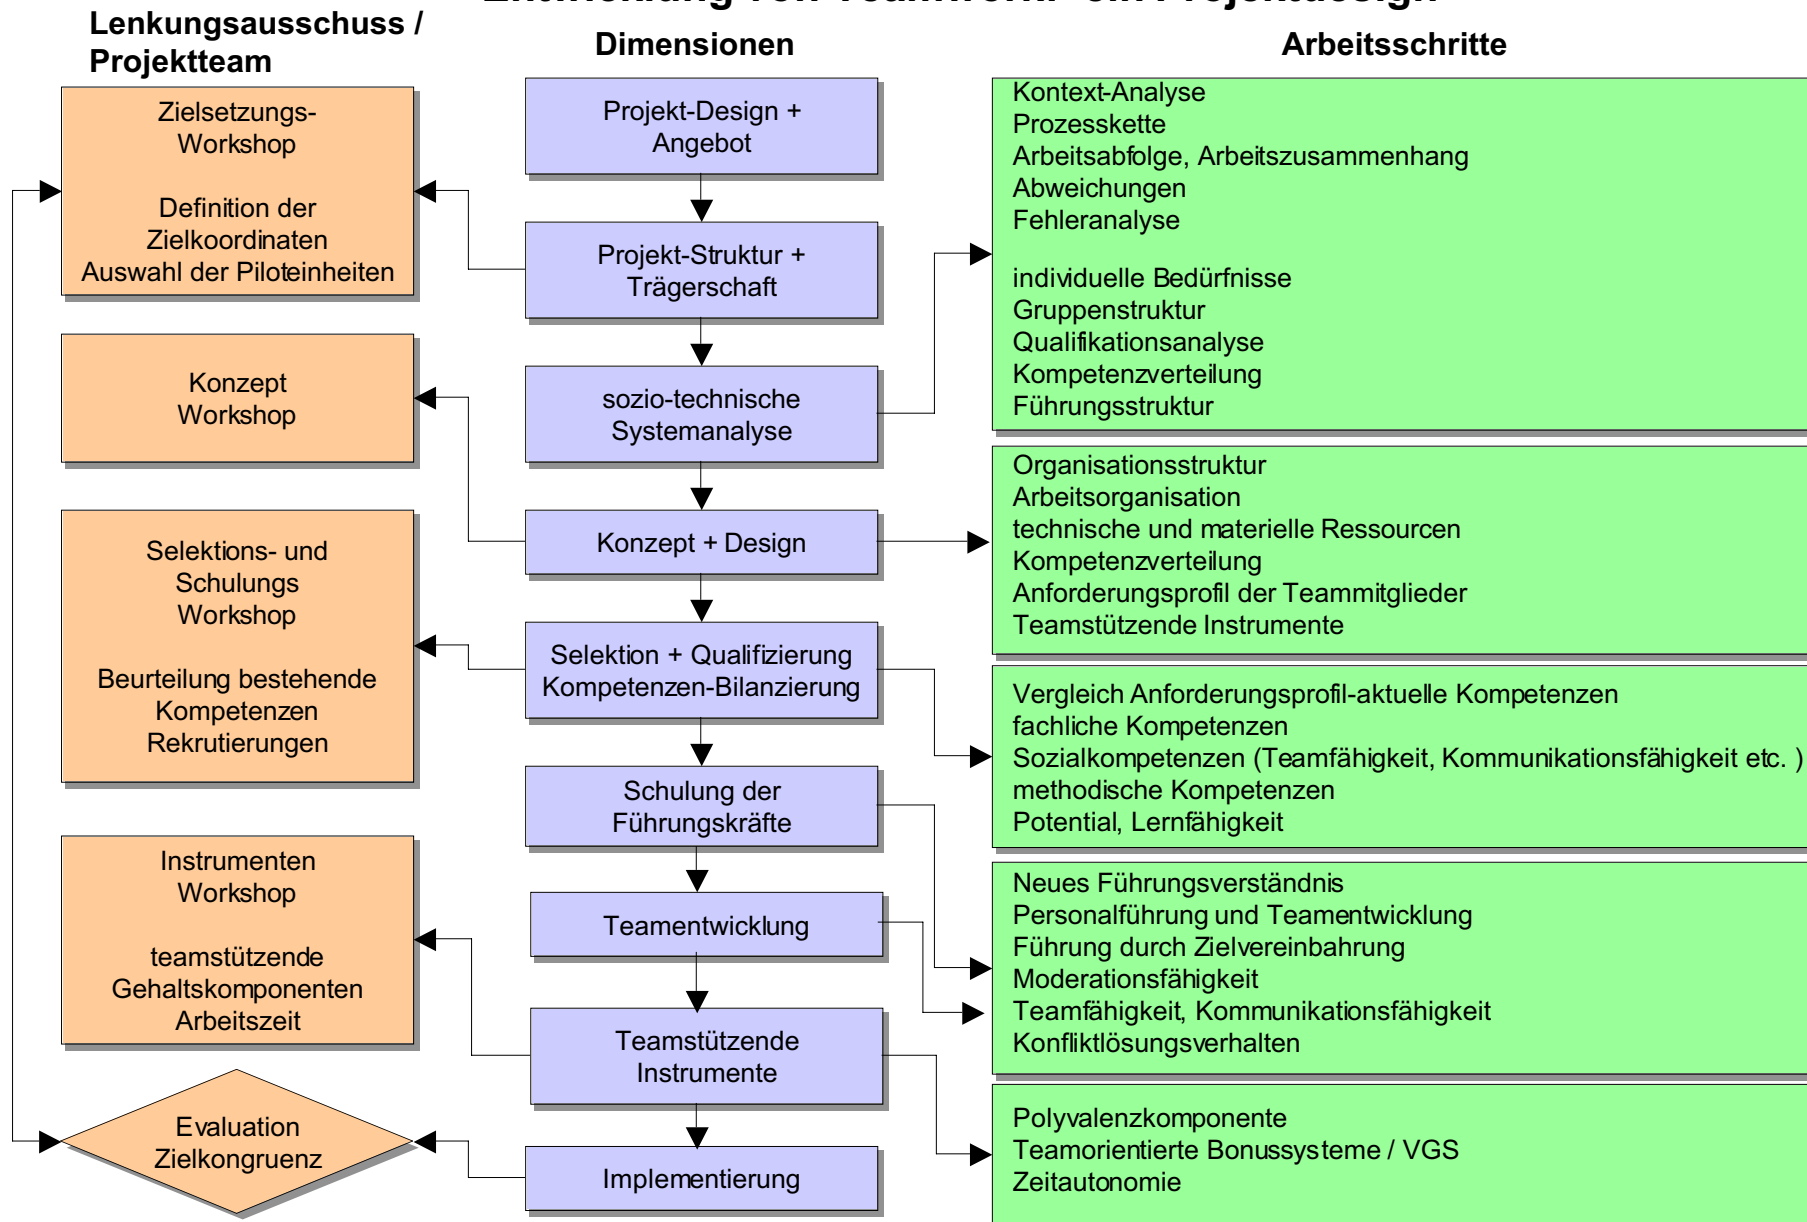 Entwicklung von Teamwork: ein Projektdesign
Lenkungsausschuss /
Projektteam
Dimensionen
Arbeitsschritte
Zielsetzungs-
Workshop
Definition der
Zielkoordinaten
Auswahl der Piloteinheiten
Konzept
Workshop
Selektions- und
Schulungs
Workshop
Beurteilung bestehende
Kompetenzen
Rekrutierungen
Instrumenten
Workshop
teamstützende
Gehaltskomponenten
Arbeitszeit
Evaluation
Zielkongruenz
Projekt-Design +
Angebot
Projekt-Struktur +
Trägerschaft
sozio-technische
Systemanalyse
Konzept + Design
Selektion + Qualifizierung
Kompetenzen-Bilanzierung
Schulung der
Führungskräfte
Teamentwicklung
Teamstützende
Instrumente
Implementierung
Kontext-Analyse
Prozesskette
Arbeitsabfolge, Arbeitszusammenhang
Abweichungen
Fehleranalyse
individuelle Bedürfnisse
Gruppenstruktur
Qualifikationsanalyse
Kompetenzverteilung
Führungsstruktur
Organisationsstruktur
Arbeitsorganisation
technische und materielle Ressourcen
Kompetenzverteilung
Anforderungsprofil der Teammitglieder
Teamstützende Instrumente
Vergleich Anforderungsprofil-aktuelle Kompetenzen
fachliche Kompetenzen
Sozialkompetenzen (Teamfähigkeit, Kommunikationsfähigkeit etc. )
methodische Kompetenzen
Potential, Lernfähigkeit
Neues Führungsverständnis
Personalführung und Teamentwicklung
Führung durch Zielvereinbahrung
Moderationsfähigkeit
Teamfähigkeit, Kommunikationsfähigkeit
Konfliktlösungsverhalten
Polyvalenzkomponente
Teamorientierte Bonussysteme / VGS
Zeitautonomie